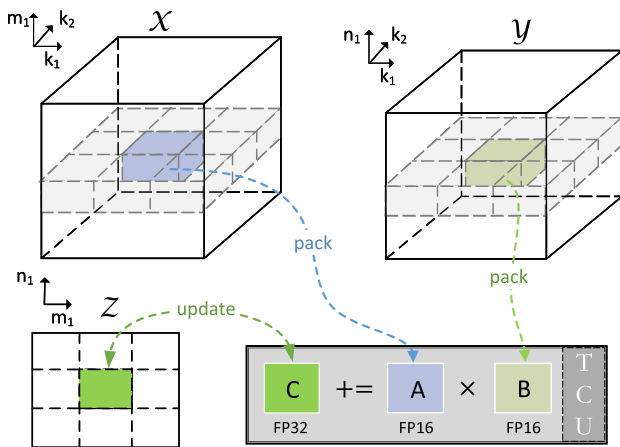 m₁
k₂
k₁
X
n₁
k₂
k₁
Y
pack
pack
n₁
m₁
Z
update
C += A × B
FP32 FP16 FP16
T
C
U